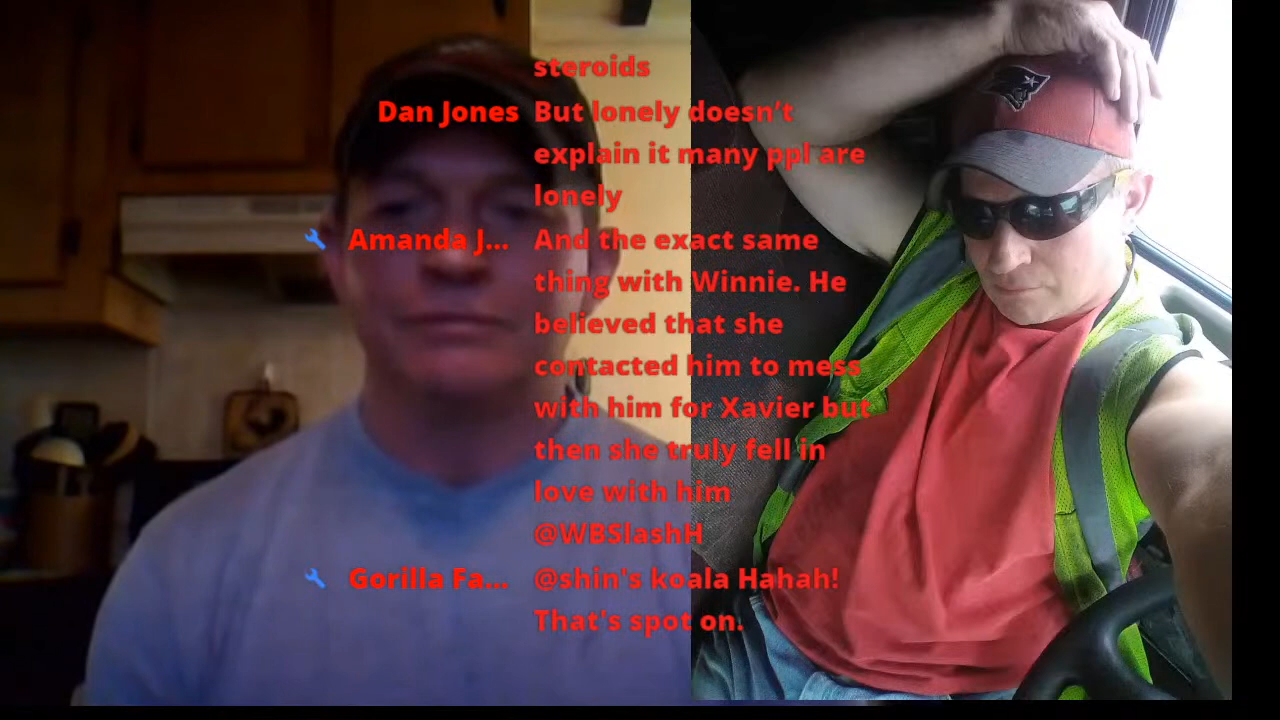 steroids
Dan Jones But lonely doesn’t
explain it many ppl are
lonely
Amanda J... And the exact same
thing with Winnie. He
believed that she
contacted him to mess
with him for Xavier but
then she truly fell in
love with him
@WBSlashH
Gorilla Fa... @shin's koala Hahah!
That's spot on.